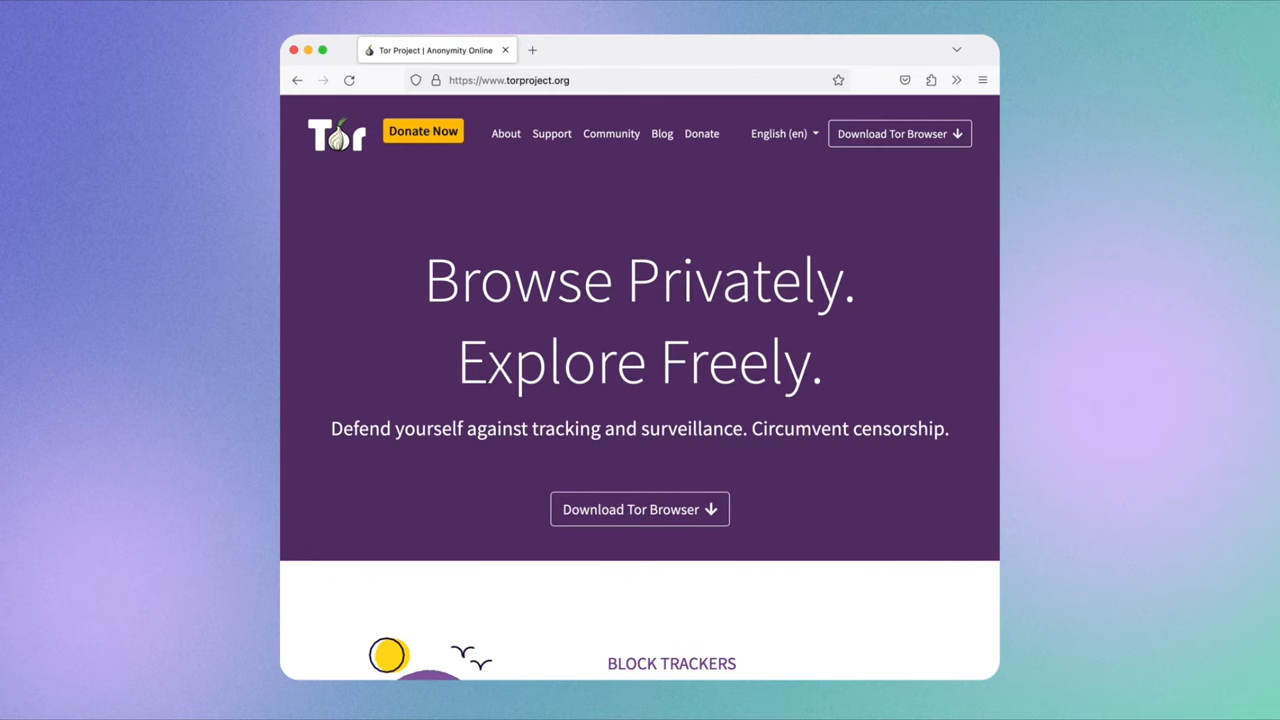 Tor Project | Anonymity Online
https://www.torproject.org
Tor
Donate Now
About
Support
Community
Blog
Donate
English (en)
Download Tor Browser
Browse Privately.
Explore Freely.
Defend yourself against tracking and surveillance. Circumvent censorship.
Download Tor Browser
BLOCK TRACKERS